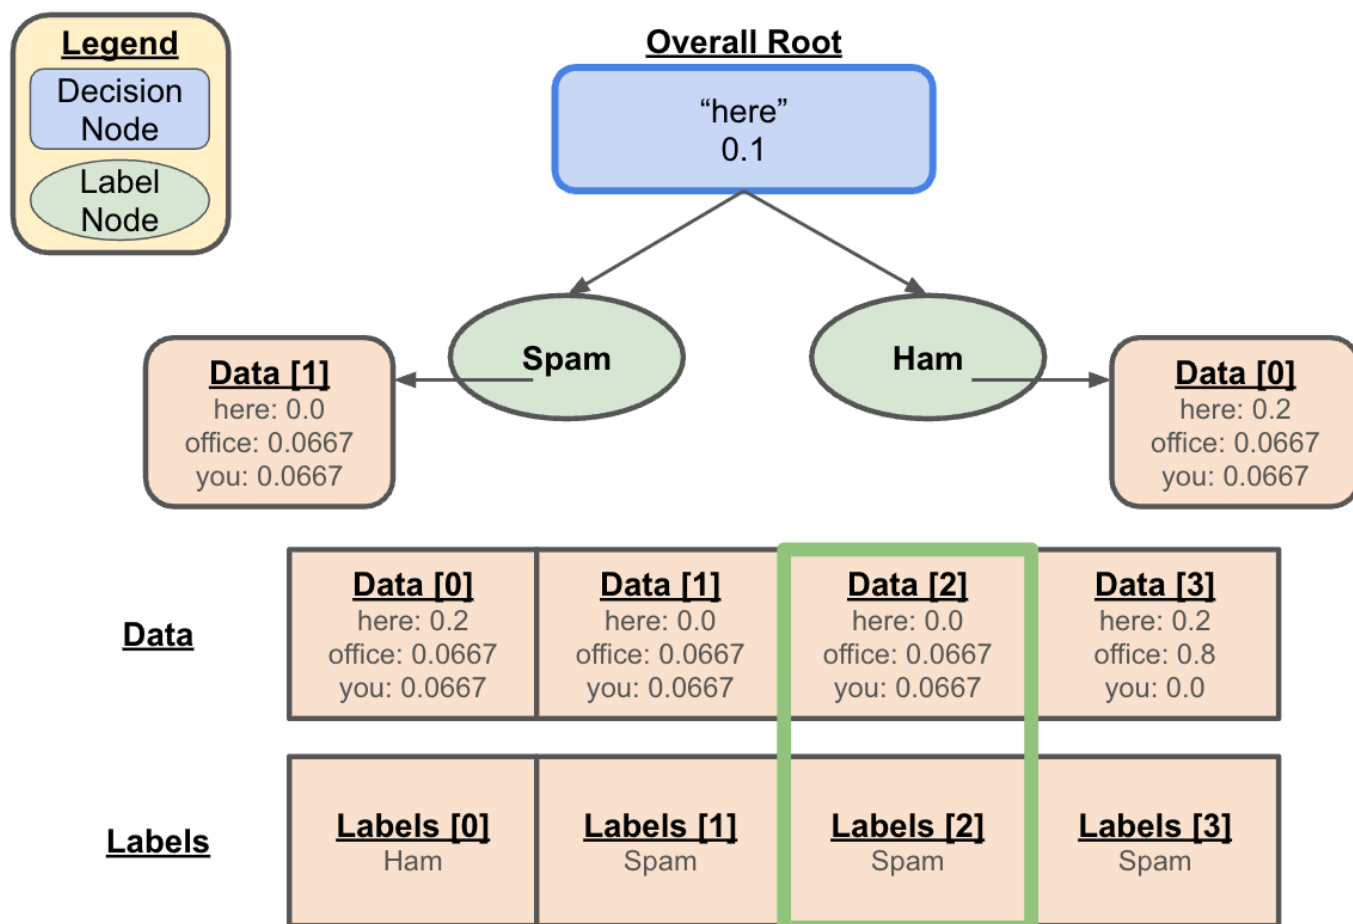 Legend
Decision
Node
Label
Node
Overall Root
“here”
0.1
Spam
Ham
Data [1]
here: 0.0
office: 0.0667
you: 0.0667
Data [0]
here: 0.2
office: 0.0667
you: 0.0667
Data
Data [0]
here: 0.2
office: 0.0667
you: 0.0667
Data [1]
here: 0.0
office: 0.0667
you: 0.0667
Data [2]
here: 0.0
office: 0.0667
you: 0.0667
Data [3]
here: 0.2
office: 0.8
you: 0.0
Labels
Labels [0]
Ham
Labels [1]
Spam
Labels [2]
Spam
Labels [3]
Spam